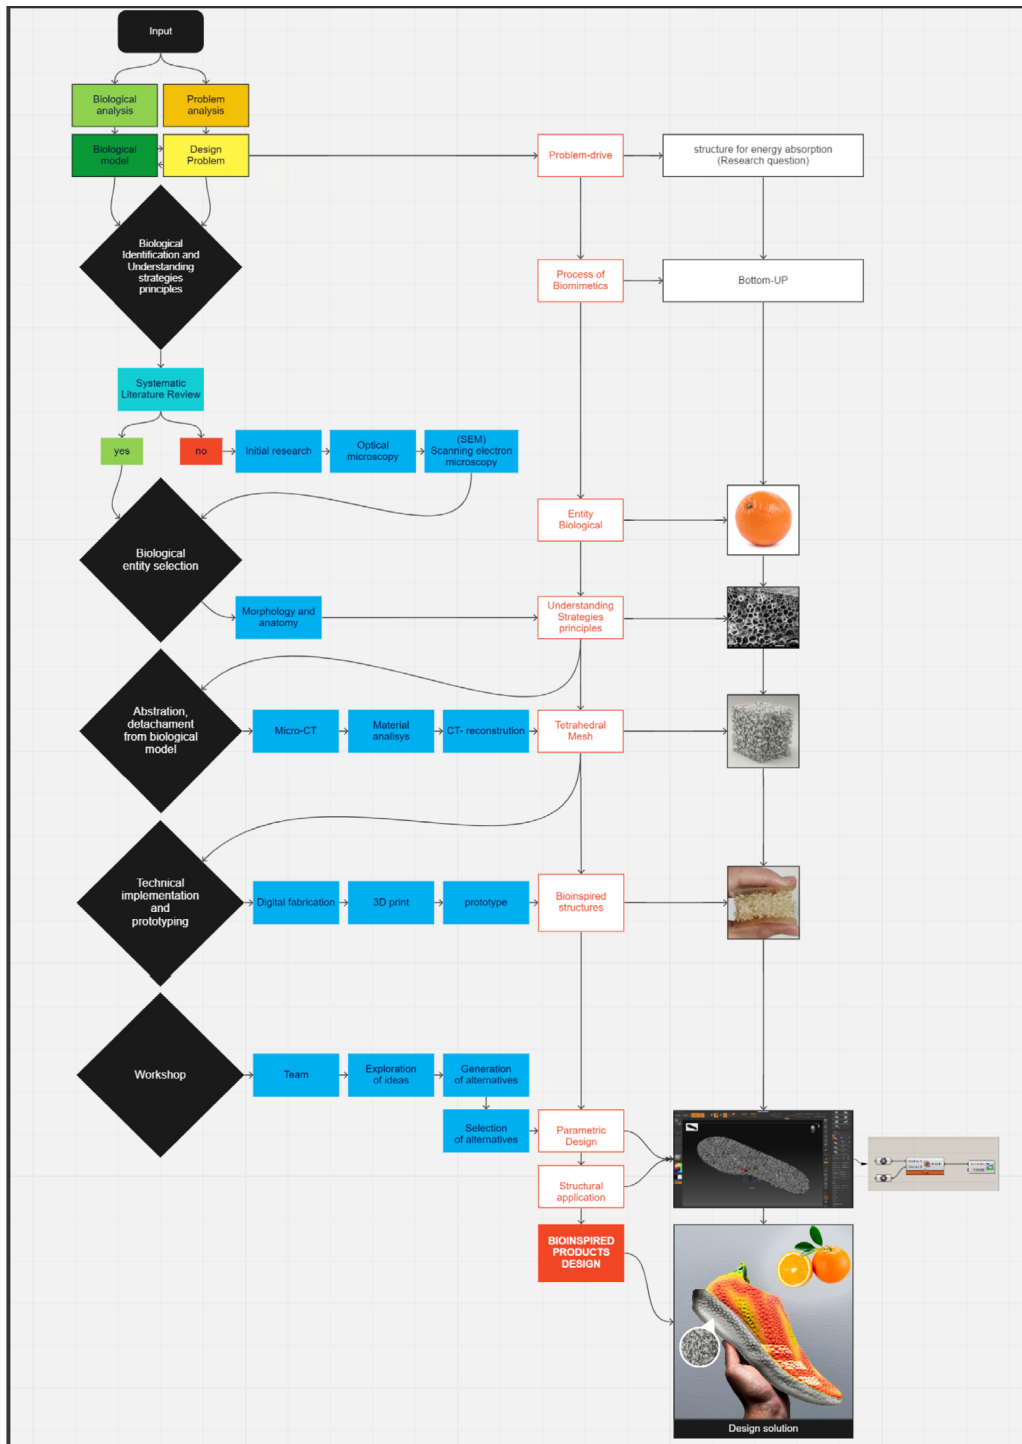 Input
Biological
analysis
Problem
analysis
Biological
model
Design
Problem
Problem-drive
structure for energy absorption
(Research question)
Biological
Identification and
Understanding
strategies
principles
Process of
Biomimetics
Bottom-UP
Systematic
Literature Review
yes
no
Initial research
Optical
microscopy
(SEM)
Scanning electron
microscopy
Entity
Biological
Biological
entity selection
Morphology and
anatomy
Understanding
Strategies
principles
Abstration,
detachament
from biological
model
Micro-CT
Material
analisys
CT- reconstrution
Tetrahedral
Mesh
Technical
implementation
and
prototyping
Digital fabrication
3D print
prototype
Bioinspired
structures
Workshop
Team
Exploration
of ideas
Generation
of alternatives
Selection
of alternatives
Parametric
Design
Structural
application
BIOINSPIRED
PRODUCTS
DESIGN
Design solution